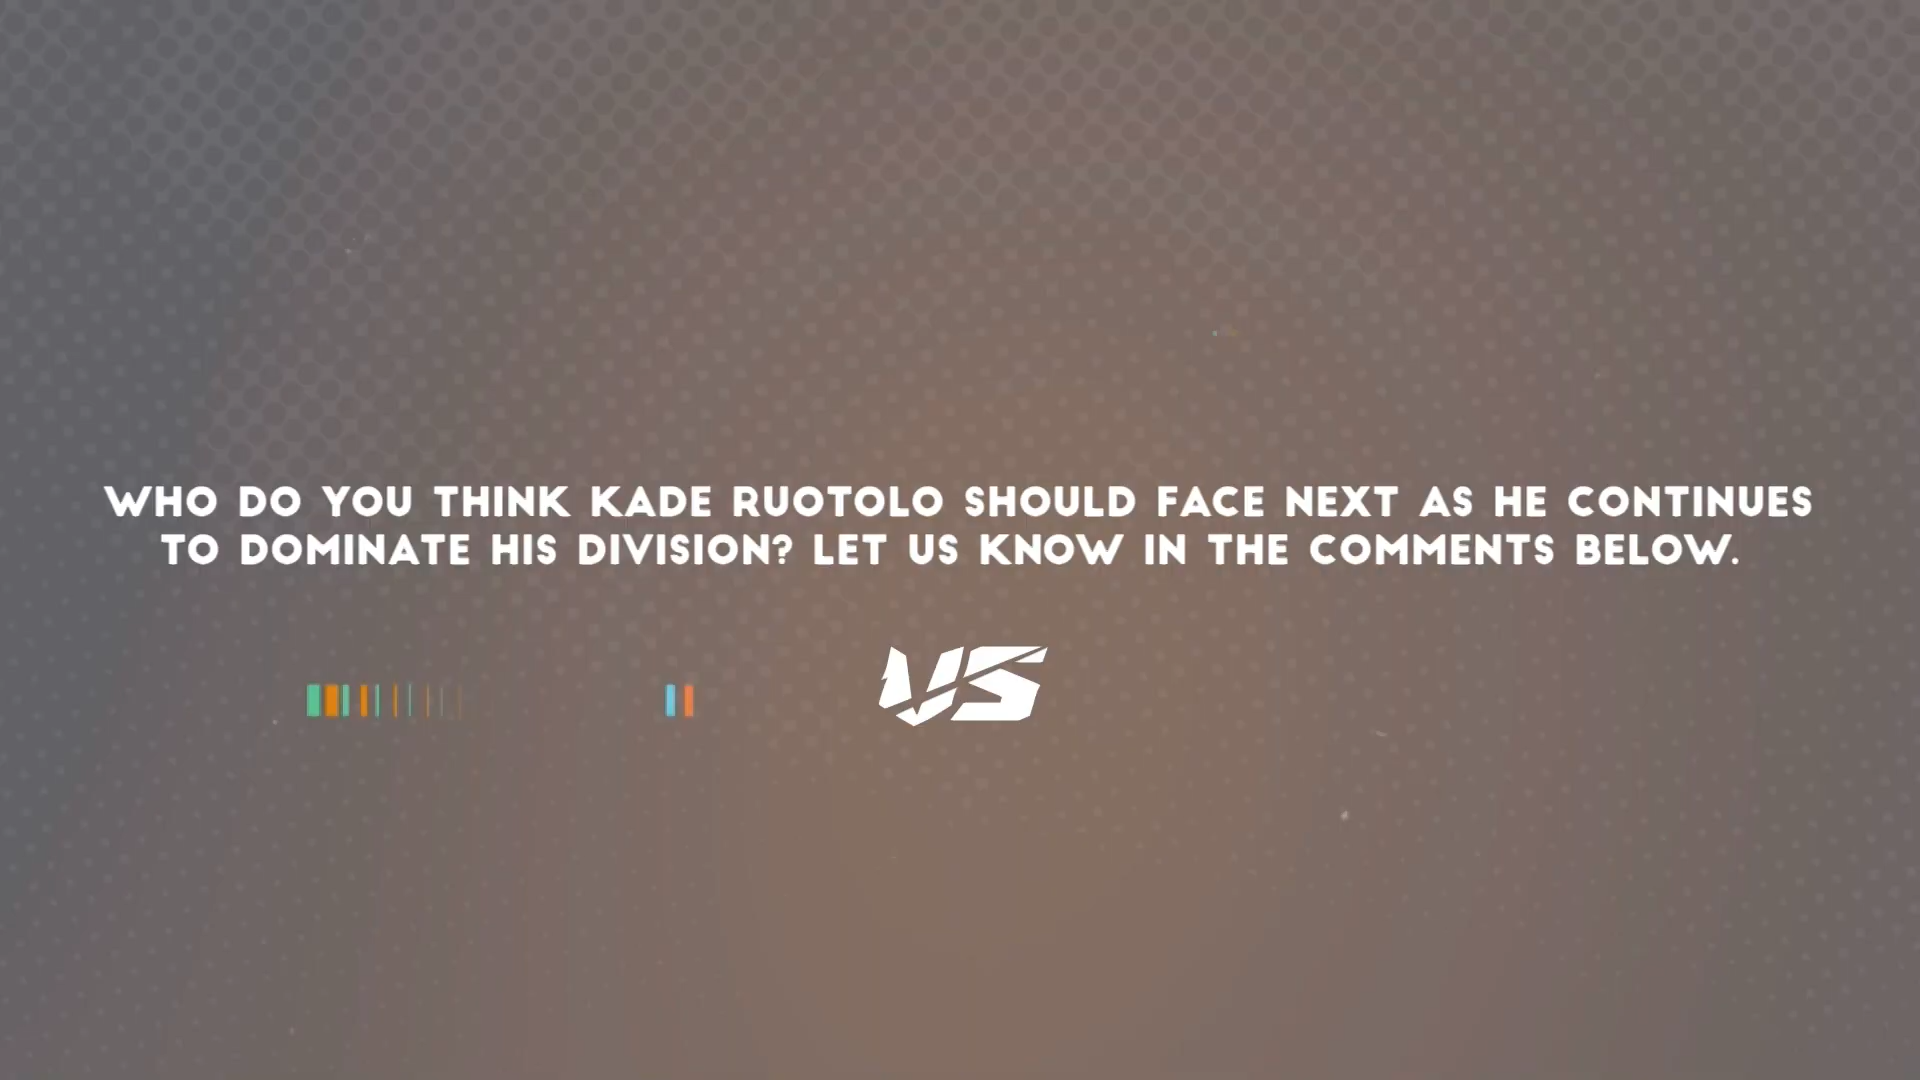 WHO DO YOU THINK KADE RUOTOLO SHOULD FACE NEXT AS HE CONTINUES
TO DOMINATE HIS DIVISION? LET US KNOW IN THE COMMENTS BELOW.
VS